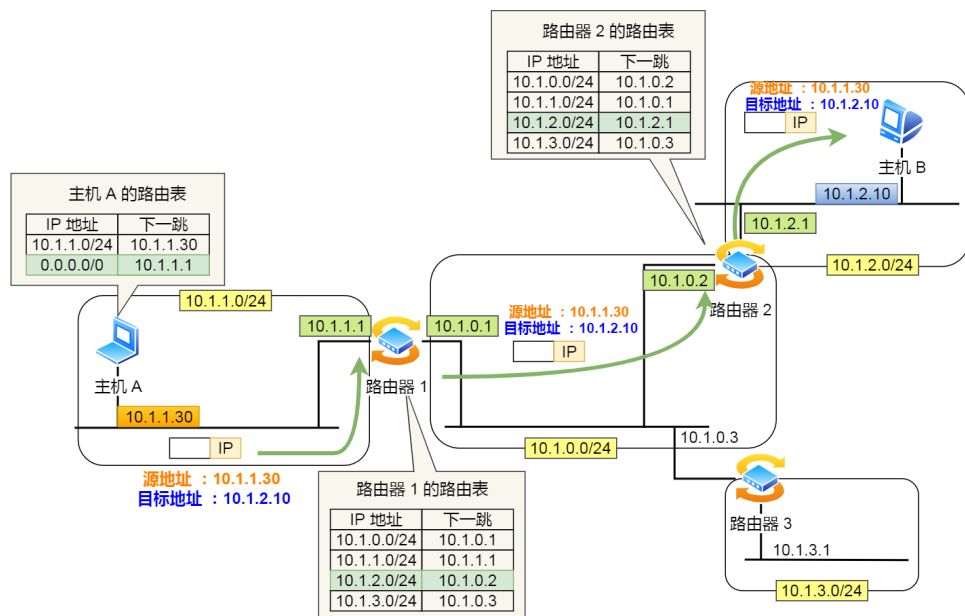 路由器 2 的路由表
IP 地址 下一跳
10.1.0.0/24 10.1.0.2
10.1.1.0/24 10.1.0.1
10.1.2.0/24 10.1.2.1
10.1.3.0/24 10.1.0.3
源地址 ：10.1.1.30
目标地址 ：10.1.2.10
IP
主机 B
10.1.2.10
10.1.2.1
10.1.2.0/24
主机 A 的路由表
IP 地址 下一跳
10.1.1.0/24 10.1.1.30
0.0.0.0/0 10.1.1.1
10.1.1.0/24
主机 A
10.1.1.30
IP
源地址 ：10.1.1.30
目标地址 ：10.1.2.10
10.1.1.1
10.1.0.1
路由器 1
源地址 ：10.1.1.30
目标地址 ：10.1.2.10
IP
10.1.0.2
路由器 2
10.1.0.0/24
10.1.0.3
路由器 1 的路由表
IP 地址 下一跳
10.1.0.0/24 10.1.0.1
10.1.1.0/24 10.1.1.1
10.1.2.0/24 10.1.0.2
10.1.3.0/24 10.1.0.3
路由器 3
10.1.3.1
10.1.3.0/24